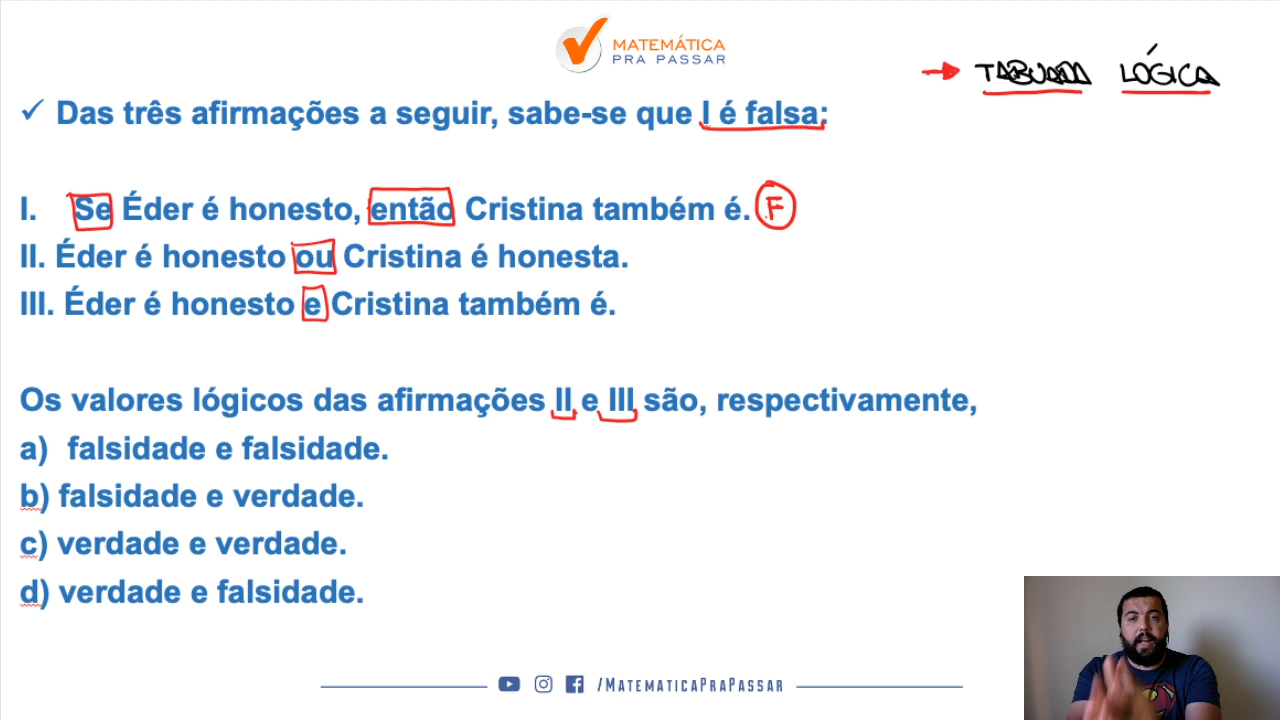 MATEMÁTICA
PRA PASSAR
→ TABUADA LÓGICA
✓ Das três afirmações a seguir, sabe-se que I é falsa:
I. Se Éder é honesto, então Cristina também é. F
II. Éder é honesto ou Cristina é honesta.
III. Éder é honesto e Cristina também é.
Os valores lógicos das afirmações II e III são, respectivamente,
a) falsidade e falsidade.
b) falsidade e verdade.
c) verdade e verdade.
d) verdade e falsidade.
/MATEMATICAPRAPASSAR